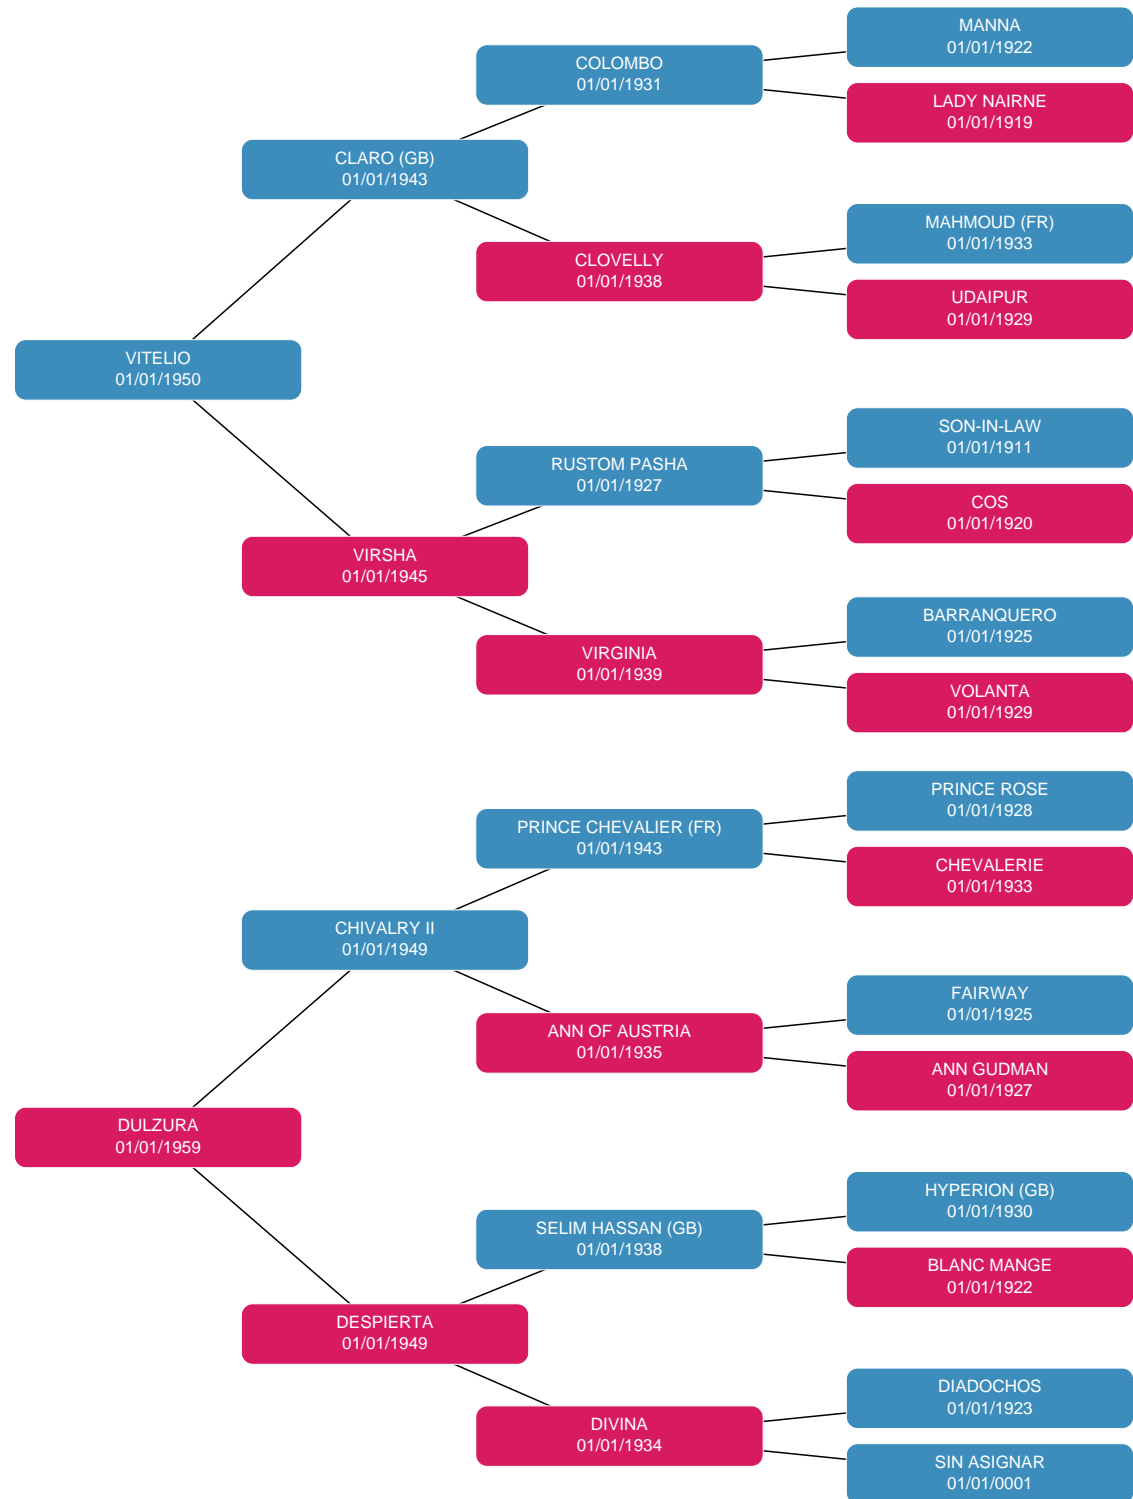 MANNA
01/01/1922
COLOMBO
01/01/1931
LADY NAIRNE
01/01/1919
CLARO (GB)
01/01/1943
MAHMOUD (FR)
01/01/1933
CLOVELLY
01/01/1938
UDAIPUR
01/01/1929
VITELIO
01/01/1950
SON-IN-LAW
01/01/1911
RUSTOM PASHA
01/01/1927
COS
01/01/1920
VIRSHA
01/01/1945
BARRANQUERO
01/01/1925
VIRGINIA
01/01/1939
VOLANTA
01/01/1929
PRINCE ROSE
01/01/1928
PRINCE CHEVALIER (FR)
01/01/1943
CHEVALERIE
01/01/1933
CHIVALRY II
01/01/1949
FAIRWAY
01/01/1925
ANN OF AUSTRIA
01/01/1935
ANN GUDMAN
01/01/1927
DULZURA
01/01/1959
HYPERION (GB)
01/01/1930
SELIM HASSAN (GB)
01/01/1938
BLANC MANGE
01/01/1922
DESPIERTA
01/01/1949
DIADOCHOS
01/01/1923
DIVINA
01/01/1934
SIN ASIGNAR
01/01/0001